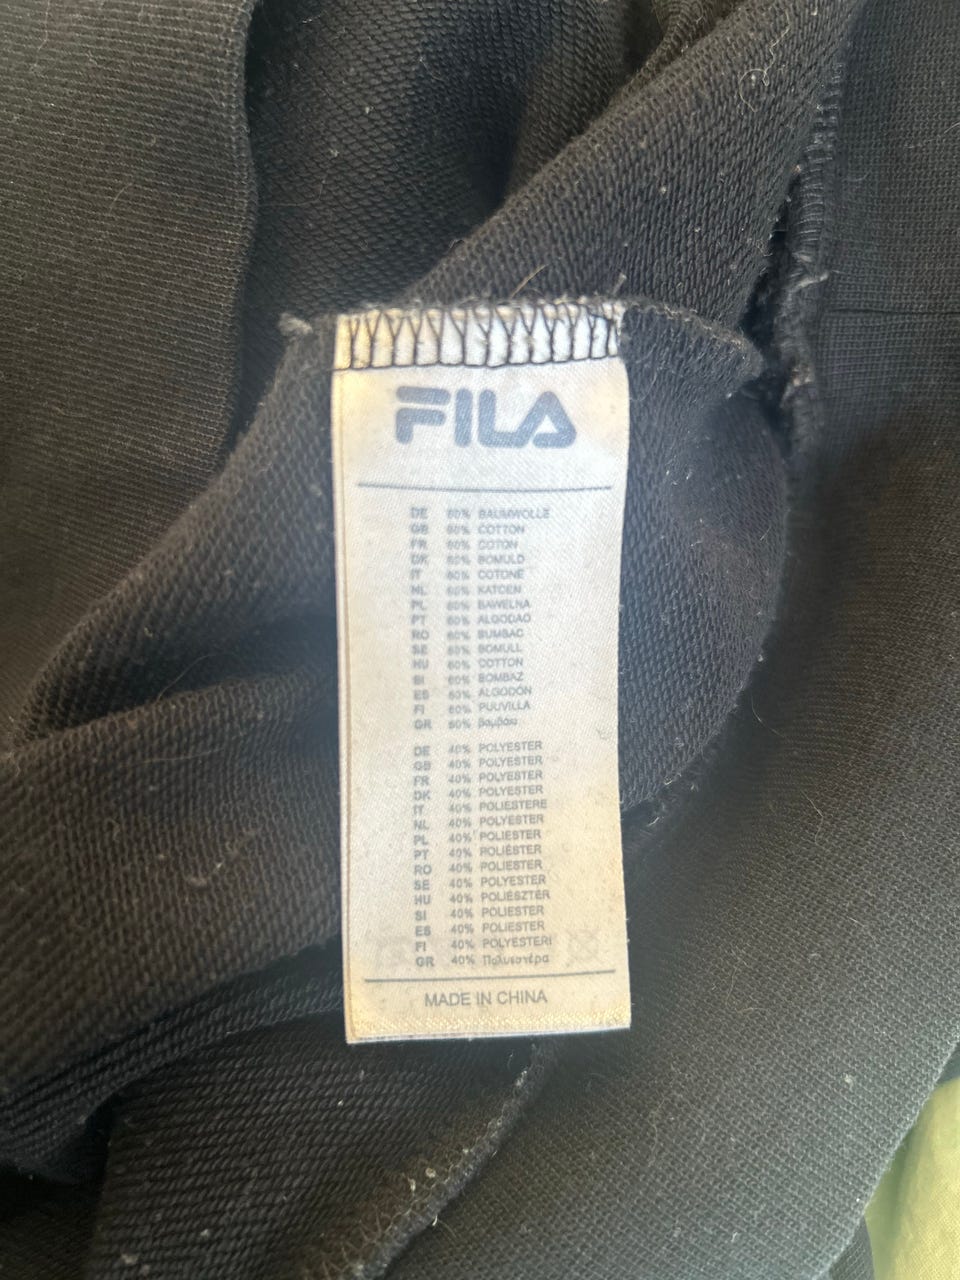 FILA
DE 60% BAUMWOLLE
GB 60% COTTON
FR 60% COTON
DK 60% BOMULD
IT 60% COTONE
NL 60% KATOEN
PL 60% BAWELNA
PT 60% ALGODAO
RO 60% BUMBAC
SE 60% BOMULL
HU 60% COTTON
SI 60% BOMBAZ
ES 60% ALGODÓN
FI 60% PUUVILLA
GR 60% βαμβάκι
DE 40% POLYESTER
GB 40% POLYESTER
FR 40% POLYESTER
DK 40% POLYESTER
IT 40% POLIESTERE
NL 40% POLYESTER
PL 40% POLIESTER
PT 40% POLIÉSTER
RO 40% POLIESTER
SE 40% POLYESTER
HU 40% POLIÉSZTER
SI 40% POLIESTER
ES 40% POLIESTER
FI 40% POLYESTERI
GR 40% Πολυεστέρα
MADE IN CHINA